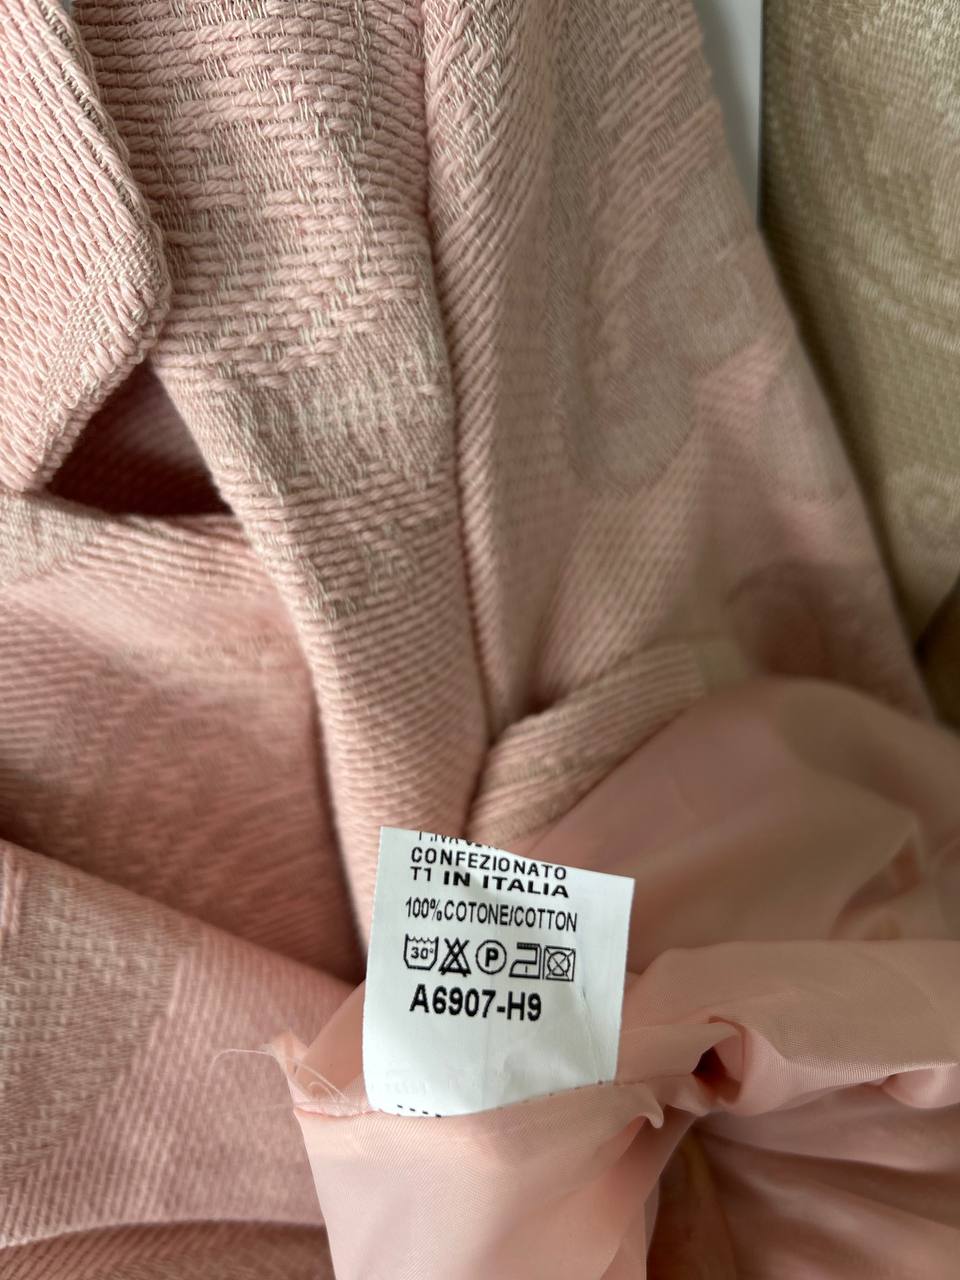 CONFEZIONATO
T1 IN ITALIA
100%COTONE/COTTON
30° P
A6907-H9